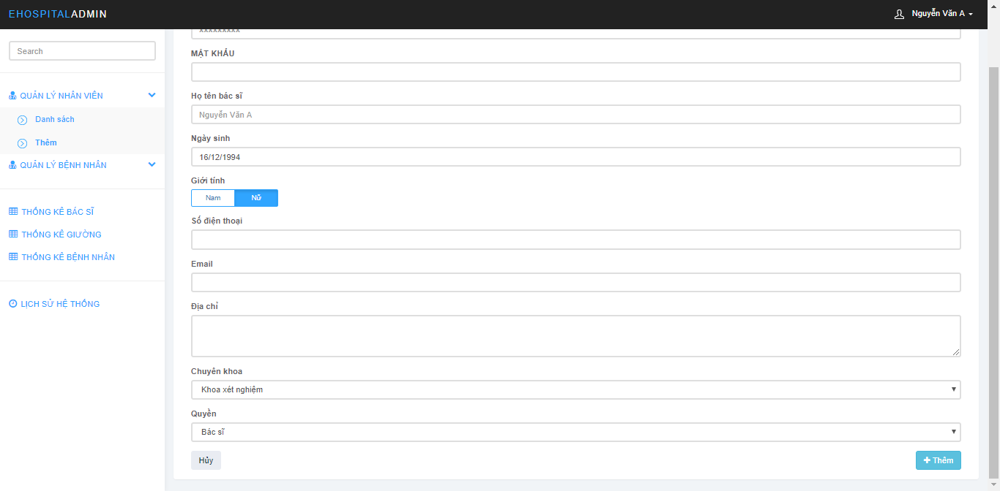 EHOSPITALADMIN
Nguyễn Văn A
Search
QUẢN LÝ NHÂN VIÊN
Danh sách
Thêm
QUẢN LÝ BỆNH NHÂN
THỐNG KÊ BÁC SĨ
THỐNG KÊ GIƯỜNG
THỐNG KÊ BỆNH NHÂN
LỊCH SỬ HỆ THỐNG
MẬT KHẨU
Họ tên bác sĩ
Nguyễn Văn A
Ngày sinh
16/12/1994
Giới tính
Nam Nữ
Số điện thoại
Email
Địa chỉ
Chuyên khoa
Khoa xét nghiệm
Quyền
Bác sĩ
Hủy
Thêm